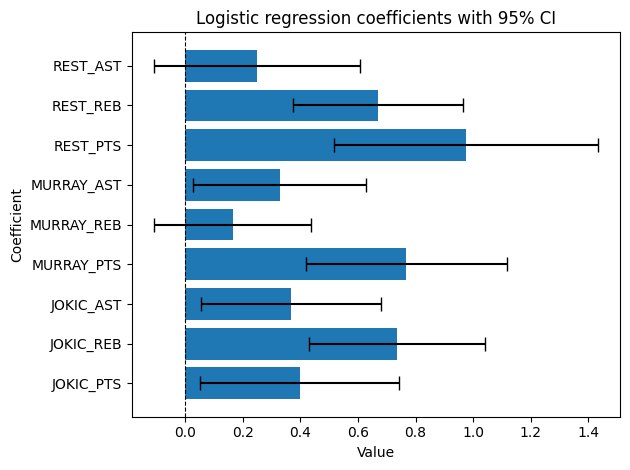 Logistic regression coefficients with 95% CI
REST_AST
REST_REB
REST_PTS
MURRAY_AST
MURRAY_REB
MURRAY_PTS
JOKIC_AST
JOKIC_REB
JOKIC_PTS
Coefficient
0.0 0.2 0.4 0.6 0.8 1.0 1.2 1.4
Value